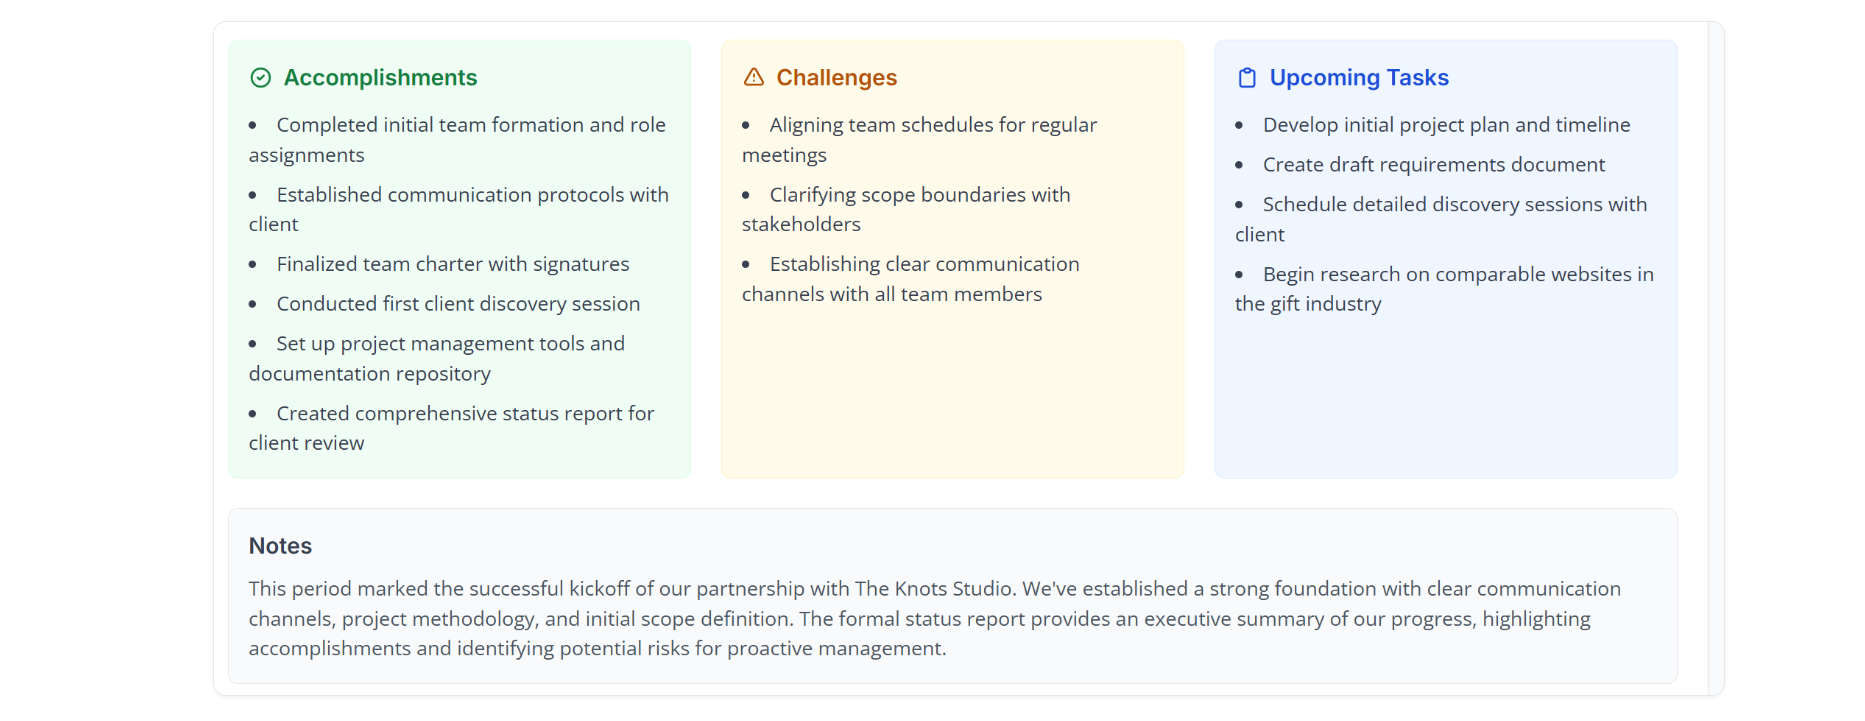 Accomplishments
• Completed initial team formation and role
assignments
• Established communication protocols with
client
• Finalized team charter with signatures
• Conducted first client discovery session
• Set up project management tools and
documentation repository
• Created comprehensive status report for
client review
Challenges
• Aligning team schedules for regular
meetings
• Clarifying scope boundaries with
stakeholders
• Establishing clear communication
channels with all team members
Upcoming Tasks
• Develop initial project plan and timeline
• Create draft requirements document
• Schedule detailed discovery sessions with
client
• Begin research on comparable websites in
the gift industry
Notes
This period marked the successful kickoff of our partnership with The Knots Studio. We've established a strong foundation with clear communication
channels, project methodology, and initial scope definition. The formal status report provides an executive summary of our progress, highlighting
accomplishments and identifying potential risks for proactive management.